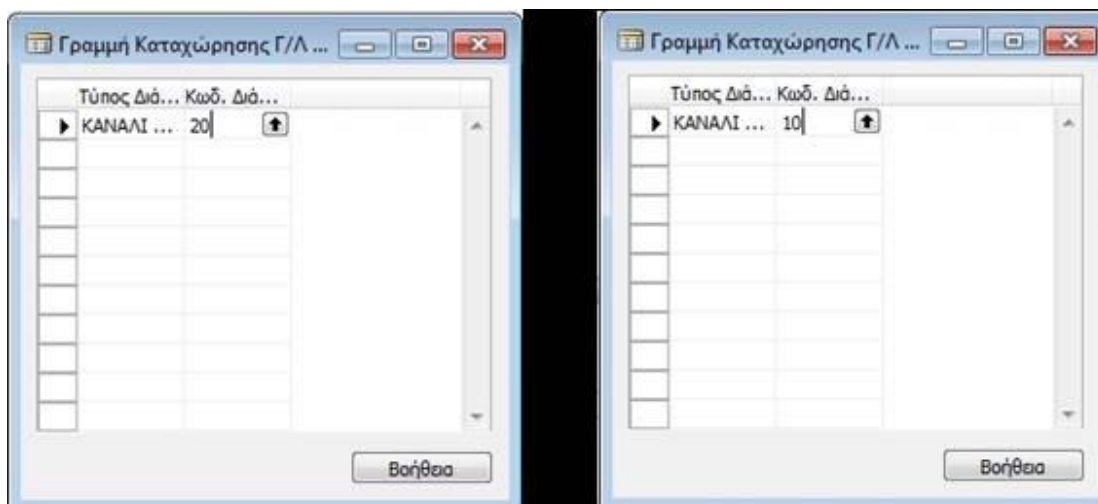 Γραμμή Καταχώρησης Γ/Λ ...
Τύπος Διά... Κωδ. Διά...
ΚΑΝΑΛΙ ... 20
Βοήθεια
Γραμμή Καταχώρησης Γ/Λ ...
Τύπος Διά... Κωδ. Διά...
ΚΑΝΑΛΙ ... 10
Βοήθεια